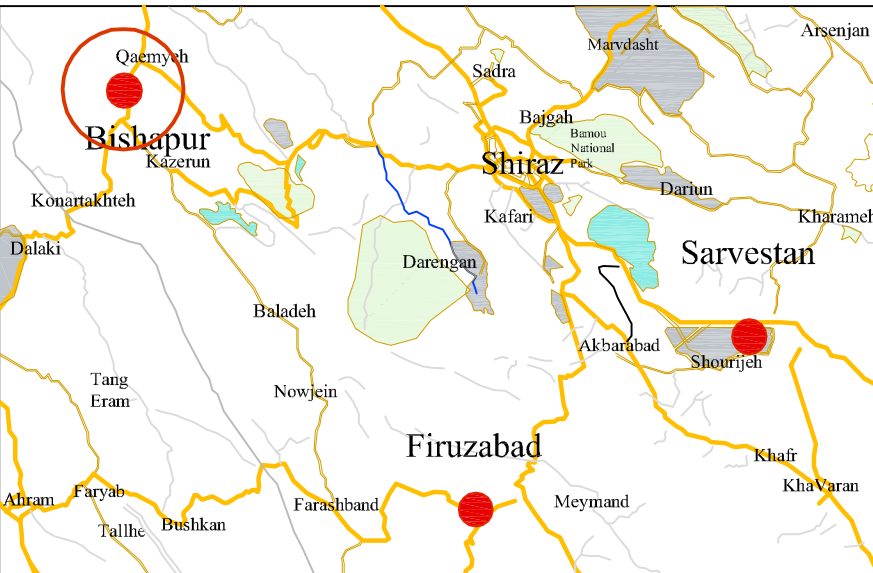 Arsenjan
Marvdasht
Qaemyeh
Sadra
Bajgah
Bishapur
Bamou
National
Park
Shiraz
Kazerun
Dariun
Konartakhteh
Kafari
Kharameh
Dalaki
Sarvestan
Darengan
Baladeh
Akbarabad
Shourijeh
Tang
Eram
Nowjein
Firuzabad
Khafr
KhaVaran
Ahram
Faryab
Farashband
Meymand
Bushkan
Tallhe